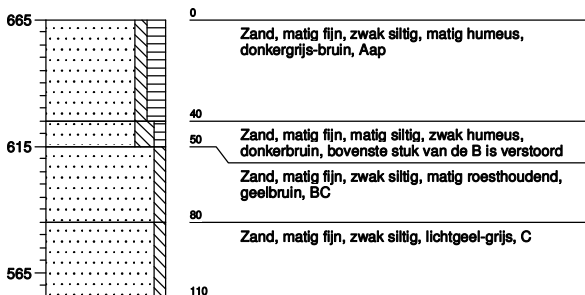 665
615
565
0
Zand, matig fijn, zwak siltig, matig humeus,
donkergrijs-bruin, Aap
40
Zand, matig fijn, matig siltig, zwak humeus,
donkerbruin, bovenste stuk van de B is verstoord
50
Zand, matig fijn, zwak siltig, matig roesthoudend,
geelbruin, BC
80
Zand, matig fijn, zwak siltig, lichtgeel-grijs, C
110